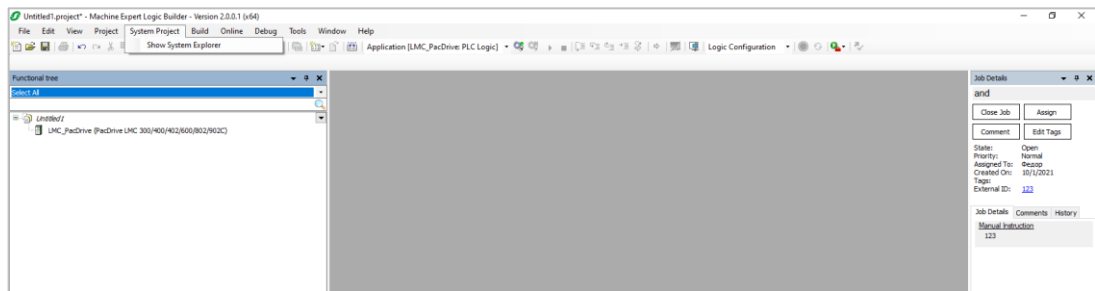 Untitled1.project* - Machine Expert Logic Builder - Version 2.0.0.1 (x64)
File Edit View Project System Project Build Online Debug Tools Window Help
Show System Explorer
Application [LMC_PacDrive: PLC Logic]
Logic Configuration
Functional tree
Select All
Untitled1
LMC_PacDrive (PacDrive LMC 300/400/402/600/802/902C)
Job Details
and
Close Job Assign
Comment Edit Tags
State: Open
Priority: Normal
Assigned To: Федор
Created On: 10/1/2021
Tags:
External ID: 123
Job Details Comments History
Manual Instruction
123